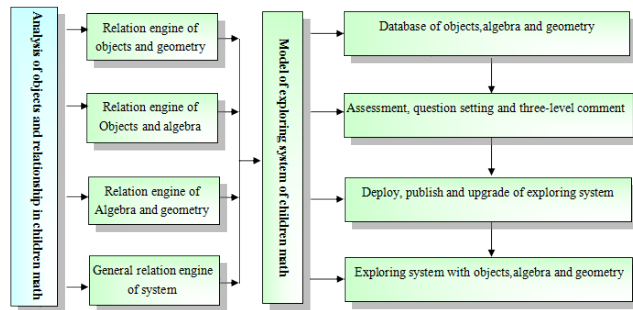 Analysis of objects and relationship in children math
Relation engine of
objects and geometry
Relation engine of
Objects and algebra
Relation engine of
Algebra and geometry
General relation engine
of system
Model of exploring system of children math
Database of objects,algebra and geometry
Assessment, question setting and three-level comment
Deploy, publish and upgrade of exploring system
Exploring system with objects,algebra and geometry